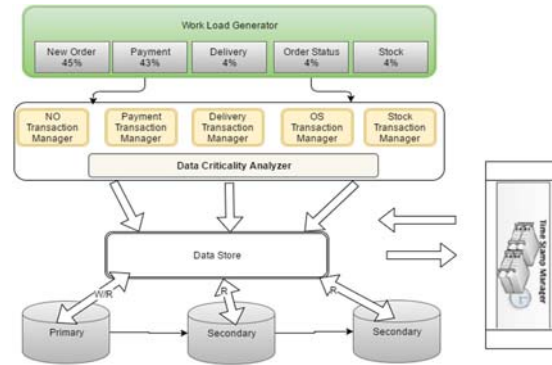 Work Load Generator
New Order
45%
Payment
43%
Delivery
4%
Order Status
4%
Stock
4%
NO
Transaction
Manager
Payment
Transaction
Manager
Delivery
Transaction
Manager
OS
Transaction
Manager
Stock
Transaction
Manager
Data Criticality Analyzer
Time Stamp Manager
Data Store
W/R
R
R
Primary
Secondary
Secondary